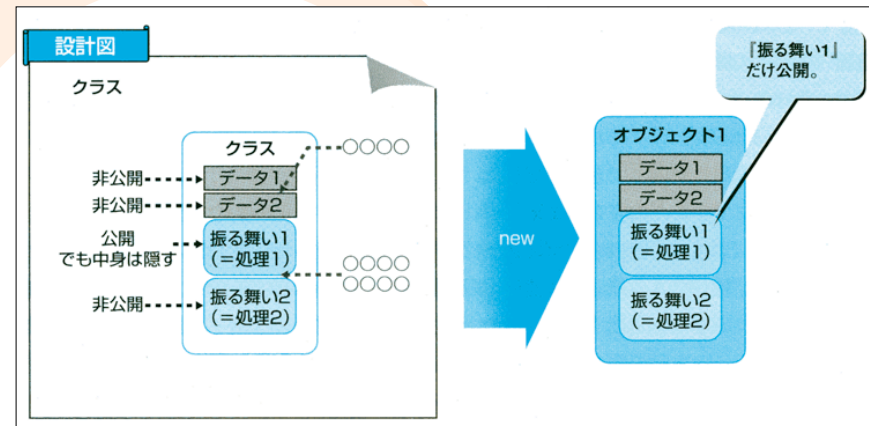 設計図
クラス
クラス
○○○○
非公開
データ1
非公開
データ2
公開
でも中身は隠す
振る舞い1
(=処理1)
○○○○
○○○○
非公開
振る舞い2
(=処理2)
new
『振る舞い1』
だけ公開。
オブジェクト1
データ1
データ2
振る舞い1
(=処理1)
振る舞い2
(=処理2)